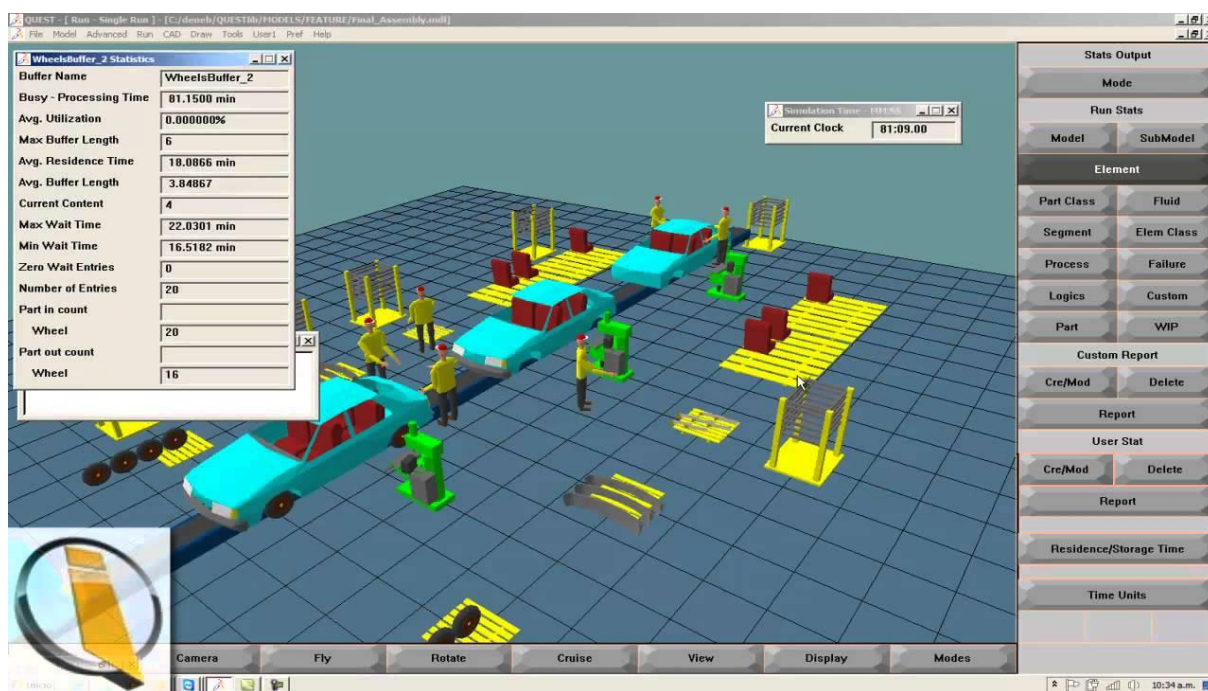 QUEST - [ Run - Single Run ] - [C:/deneb/QUESTlib/MODELS/FEATURE/Final_Assembly.mdl]
File Model Advanced Run CAD Draw Tools User1 Pref Help
WheelsBuffer_2 Statistics
Buffer Name WheelsBuffer_2
Busy - Processing Time 81.1500 min
Avg. Utilization 0.000000%
Max Buffer Length 6
Avg. Residence Time 18.0866 min
Avg. Buffer Length 3.84867
Current Content 4
Max Wait Time 22.0301 min
Min Wait Time 16.5182 min
Zero Wait Entries 0
Number of Entries 20
Part in count
Wheel 20
Part out count
Wheel 16
Simulation Time -
Current Clock 81:09.00
Stats Output
Mode
Run Stats
Model SubModel
Element
Part Class Fluid
Segment Elem Class
Process Failure
Logics Custom
Part WIP
Custom Report
Cre/Mod Delete
Report
User Stat
Cre/Mod Delete
Report
Residence/Storage Time
Time Units
Camera Fly Rotate Cruise View Display Modes
Inicio
10:34 a.m.